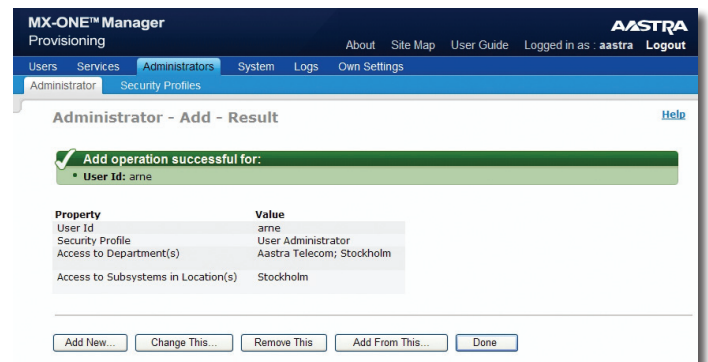 MX-ONE™ Manager
AASTRA
Provisioning
About Site Map User Guide Logged in as : aastra Logout
Users Services Administrators System Logs Own Settings
Administrator Security Profiles
Administrator - Add - Result
Help
Add operation successful for:
• User Id: arne
Property Value
User Id arne
Security Profile User Administrator
Access to Department(s) Aastra Telecom; Stockholm
Access to Subsystems in Location(s) Stockholm
Add New... Change This... Remove This Add From This... Done